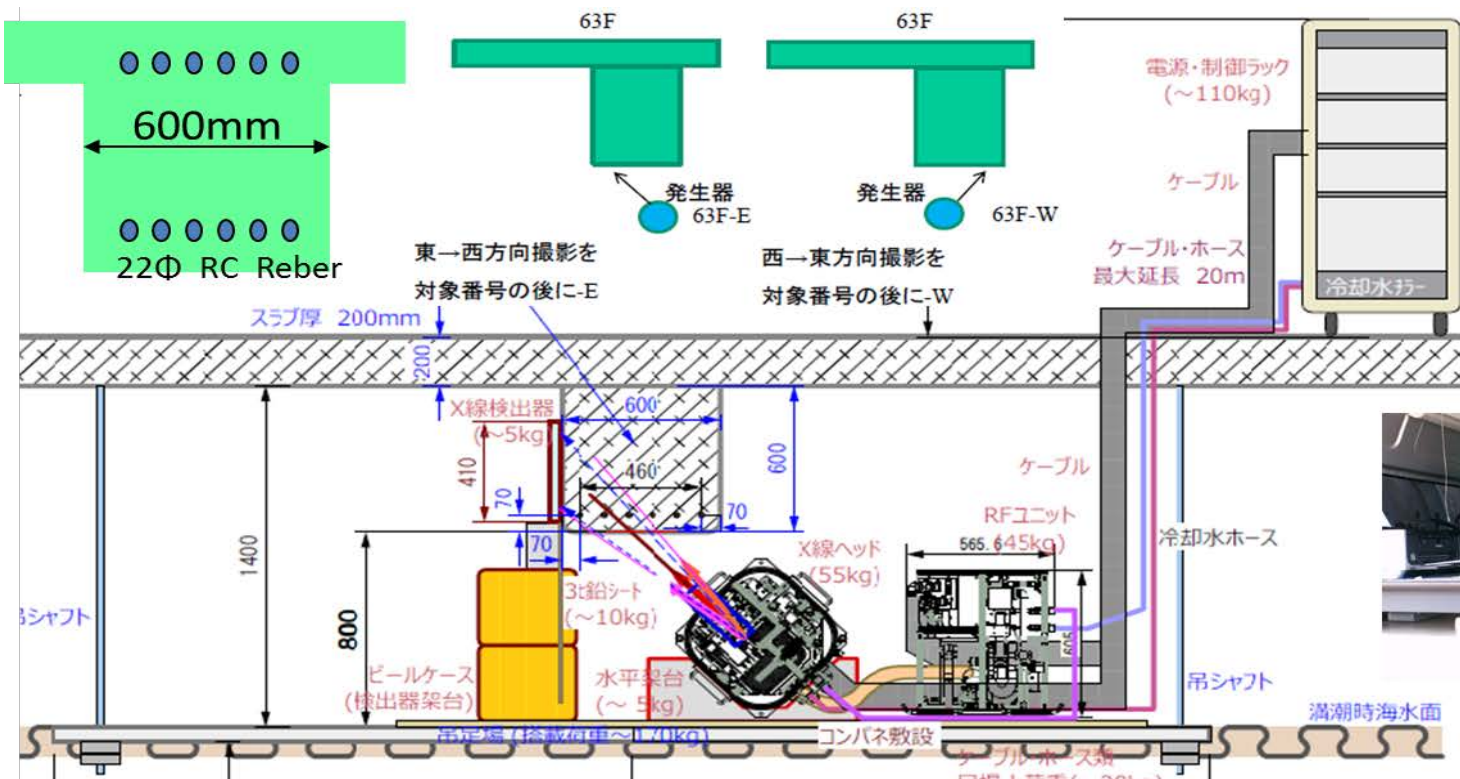 600mm
22Φ RC Reber
63F
発生器
63F-E
東→西方向撮影を
対象番号の後に-E
63F
発生器
63F-W
西→東方向撮影を
対象番号の後に-W
電源・制御ラック
(～110kg)
ケーブル
ケーブル・ホース
最大延長 20m
冷却水チラー
スラブ厚 200mm
200
X線検出器
(～5kg)
600
410
70
460
600
70
70
1400
800
3t鉛シート
(～10kg)
X線ヘッド
(55kg)
ケーブル
RFユニット
(45kg)
565.6
605
冷却水ホース
吊シャフト
ビールケース
(検出器架台)
水平架台
(～ 5kg)
吊足場 (搭載荷重～170kg)
コンパネ敷設
吊シャフト
満潮時海水面
ケーブル・ホース類